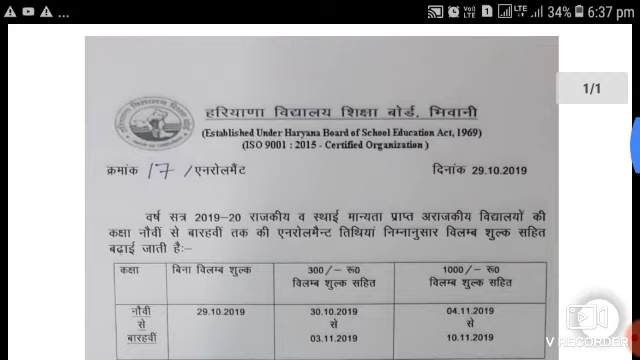 34% 6:37 pm
1/1
हरियाणा विद्यालय शिक्षा बोर्ड, भिवानी
(Established Under Haryana Board of School Education Act, 1969)
(ISO 9001 : 2015 - Certified Organization )
क्रमांक 17 /एनरोलमैंट दिनांक 29.10.2019
वर्ष सत्र 2019-20 राजकीय व स्थाई मान्यता प्राप्त अराजकीय विद्यालयों की
कक्षा नौवीं से बारहवीं तक की एनरोलमैन्ट तिथियां निम्नानुसार विलम्ब शुल्क सहित
बढ़ाई जाती है:-
कक्षा बिना विलम्ब शुल्क 300/- रू0 1000/- रू0
विलम्ब शुल्क सहित विलम्ब शुल्क सहित
नौवीं 29.10.2019 30.10.2019 04.11.2019
से से से
बारहवीं 03.11.2019 10.11.2019
V RECORDER